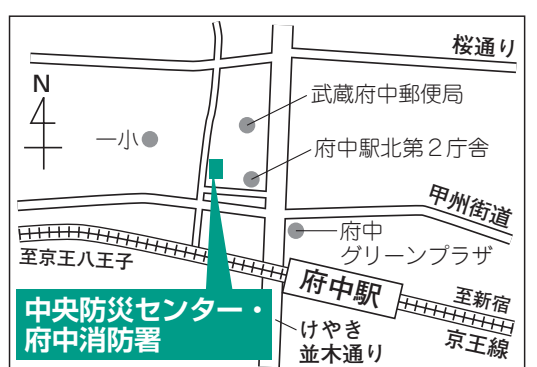 桜通り
N
武蔵府中郵便局
一小
府中駅北第2庁舎
甲州街道
府中
グリーンプラザ
至京王八王子
府中駅
至新宿
京王線
中央防災センター・
府中消防署
けやき
並木通り